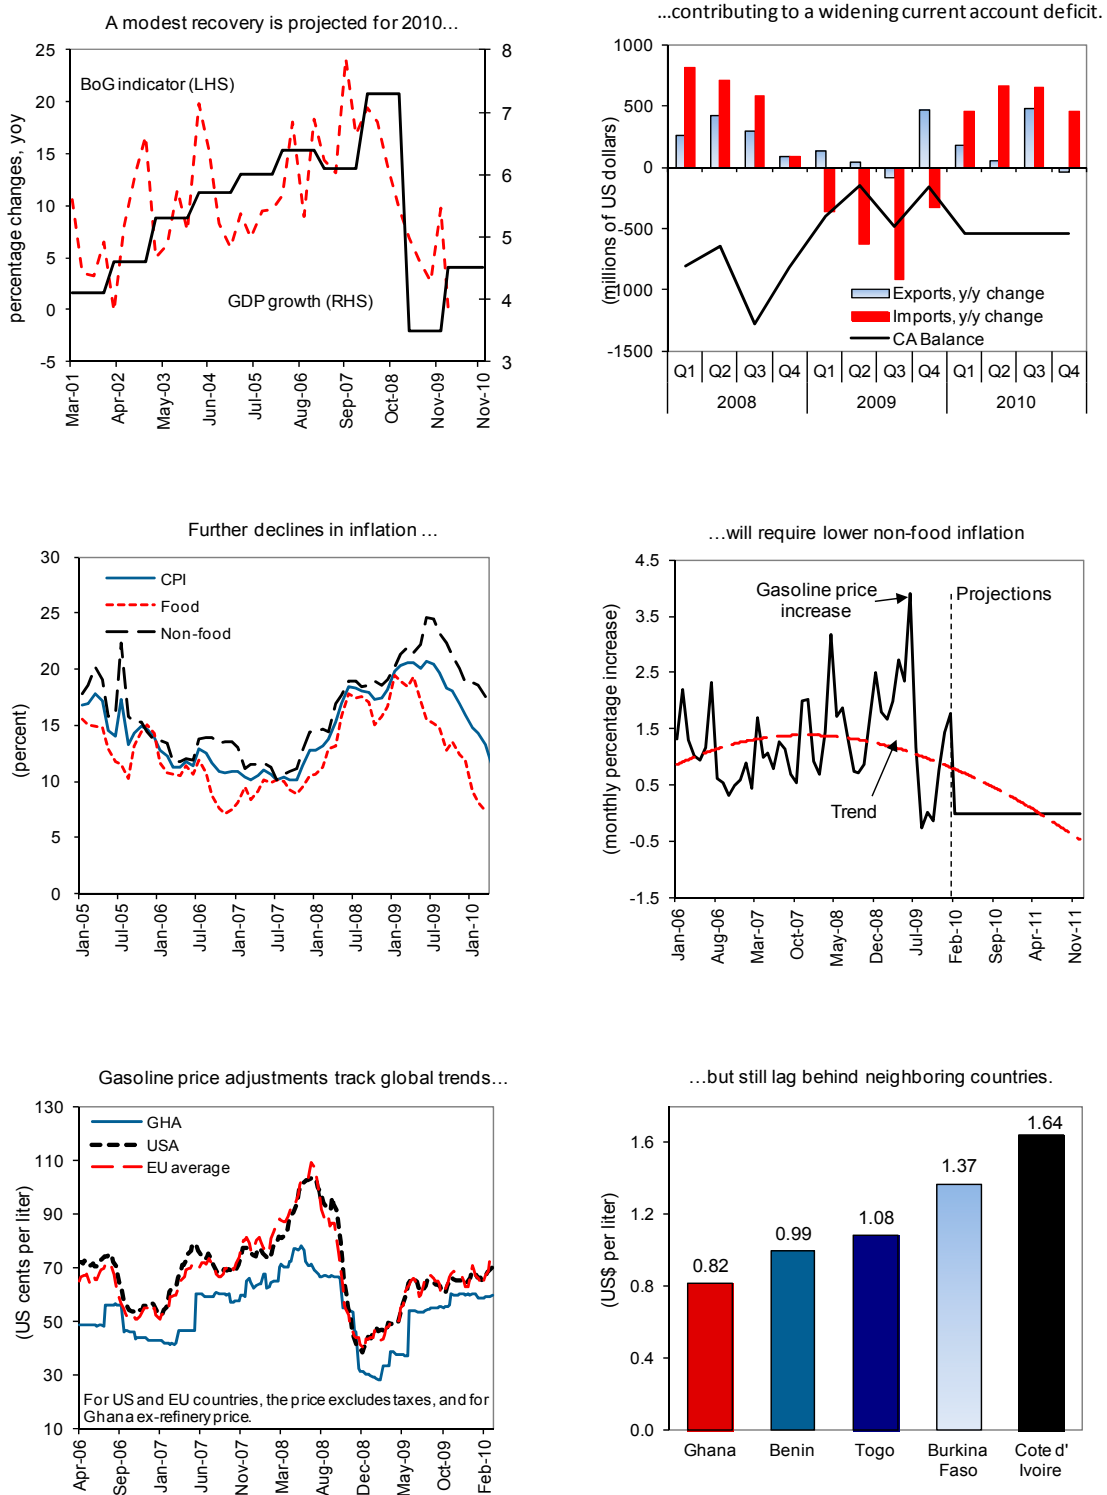 A modest recovery is projected for 2010…
25
20
15
10
5
0
-5
8
7
6
5
4
3
percentage changes, yoy
BoG indicator (LHS)
GDP growth (RHS)
Mar-01
Apr-02
May-03
Jun-04
Jul-05
Aug-06
Sep-07
Oct-08
Nov-09
Nov-10
...contributing to a widening current account deficit.
1000
500
0
-500
-1000
-1500
(millions of US dollars)
Exports, y/y change
Imports, y/y change
CA Balance
Q1 Q2 Q3 Q4 Q1 Q2 Q3 Q4 Q1 Q2 Q3 Q4
2008 2009 2010
Further declines in inflation …
30
25
20
15
10
5
0
(percent)
CPI
Food
Non-food
Jan-05
Jul-05
Jan-06
Jul-06
Jan-07
Jul-07
Jan-08
Jul-08
Jan-09
Jul-09
Jan-10
…will require lower non-food inflation
4.5
3.5
2.5
1.5
0.5
-0.5
-1.5
(monthly percentage increase)
Gasoline price
increase
Projections
Trend
Jan-06
Aug-06
Mar-07
Oct-07
May-08
Dec-08
Jul-09
Feb-10
Sep-10
Apr-11
Nov-11
Gasoline price adjustments track global trends…
130
110
90
70
50
30
10
(US cents per liter)
GHA
USA
EU average
For US and EU countries, the price excludes taxes, and for
Ghana ex-refinery price.
Apr-06
Sep-06
Jan-07
Jun-07
Nov-07
Mar-08
Aug-08
Dec-08
May-09
Oct-09
Feb-10
…but still lag behind neighboring countries.
1.6
1.2
0.8
0.4
0.0
(US$ per liter)
0.82
0.99
1.08
1.37
1.64
Ghana
Benin
Togo
Burkina
Faso
Cote d'
Ivoire